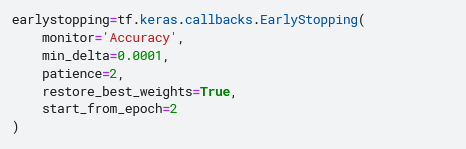 earlystopping=tf.keras.callbacks.EarlyStopping(
    monitor='Accuracy',
    min_delta=0.0001,
    patience=2,
    restore_best_weights=True,
    start_from_epoch=2
)